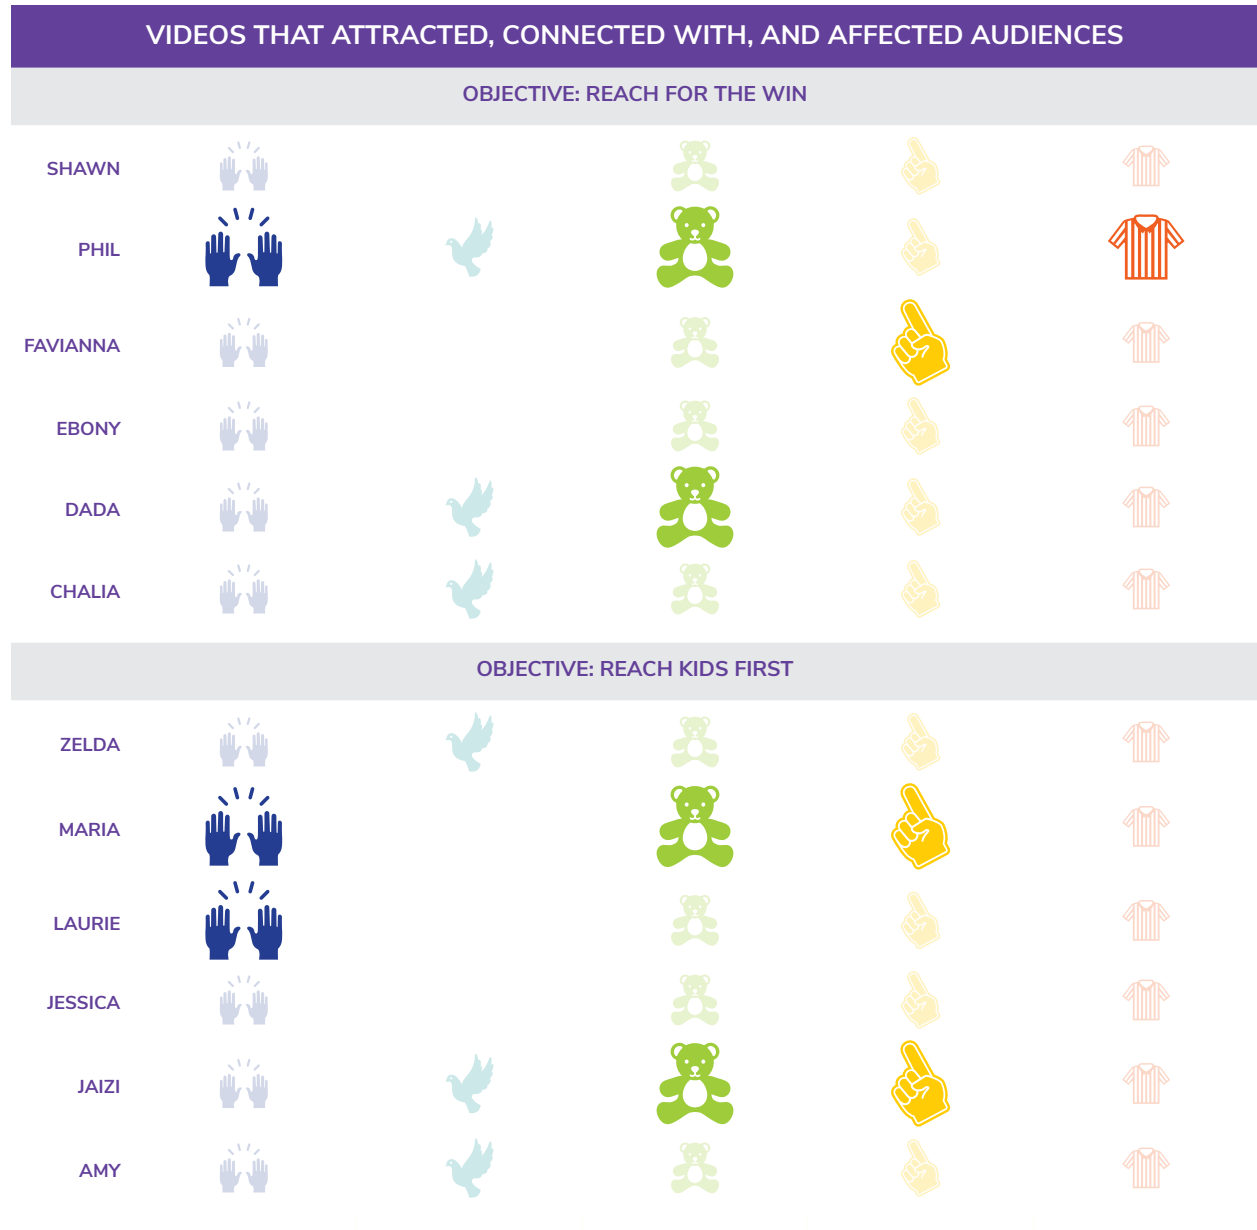 VIDEOS THAT ATTRACTED, CONNECTED WITH, AND AFFECTED AUDIENCES
OBJECTIVE: REACH FOR THE WIN
SHAWN
PHIL
FAVIANNA
EBONY
DADA
CHALIA
OBJECTIVE: REACH KIDS FIRST
ZELDA
MARIA
LAURIE
JESSICA
JAIZI
AMY